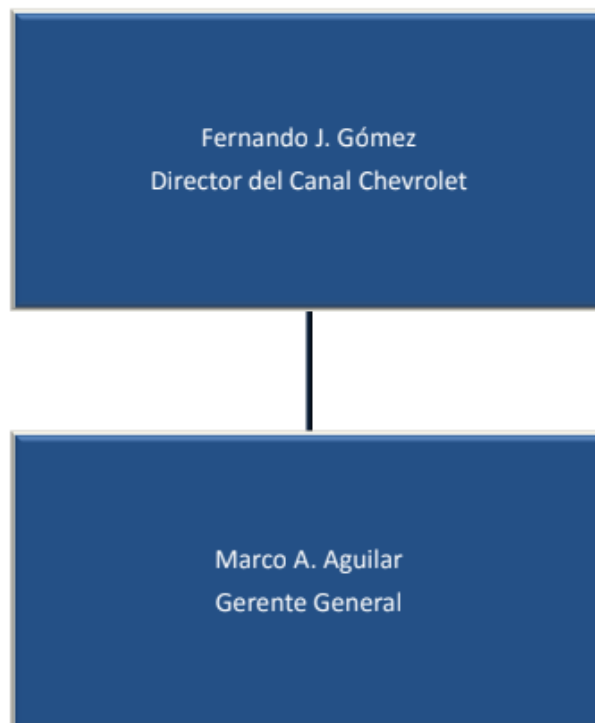 Fernando J. Gómez
Director del Canal Chevrolet
Marco A. Aguilar
Gerente General